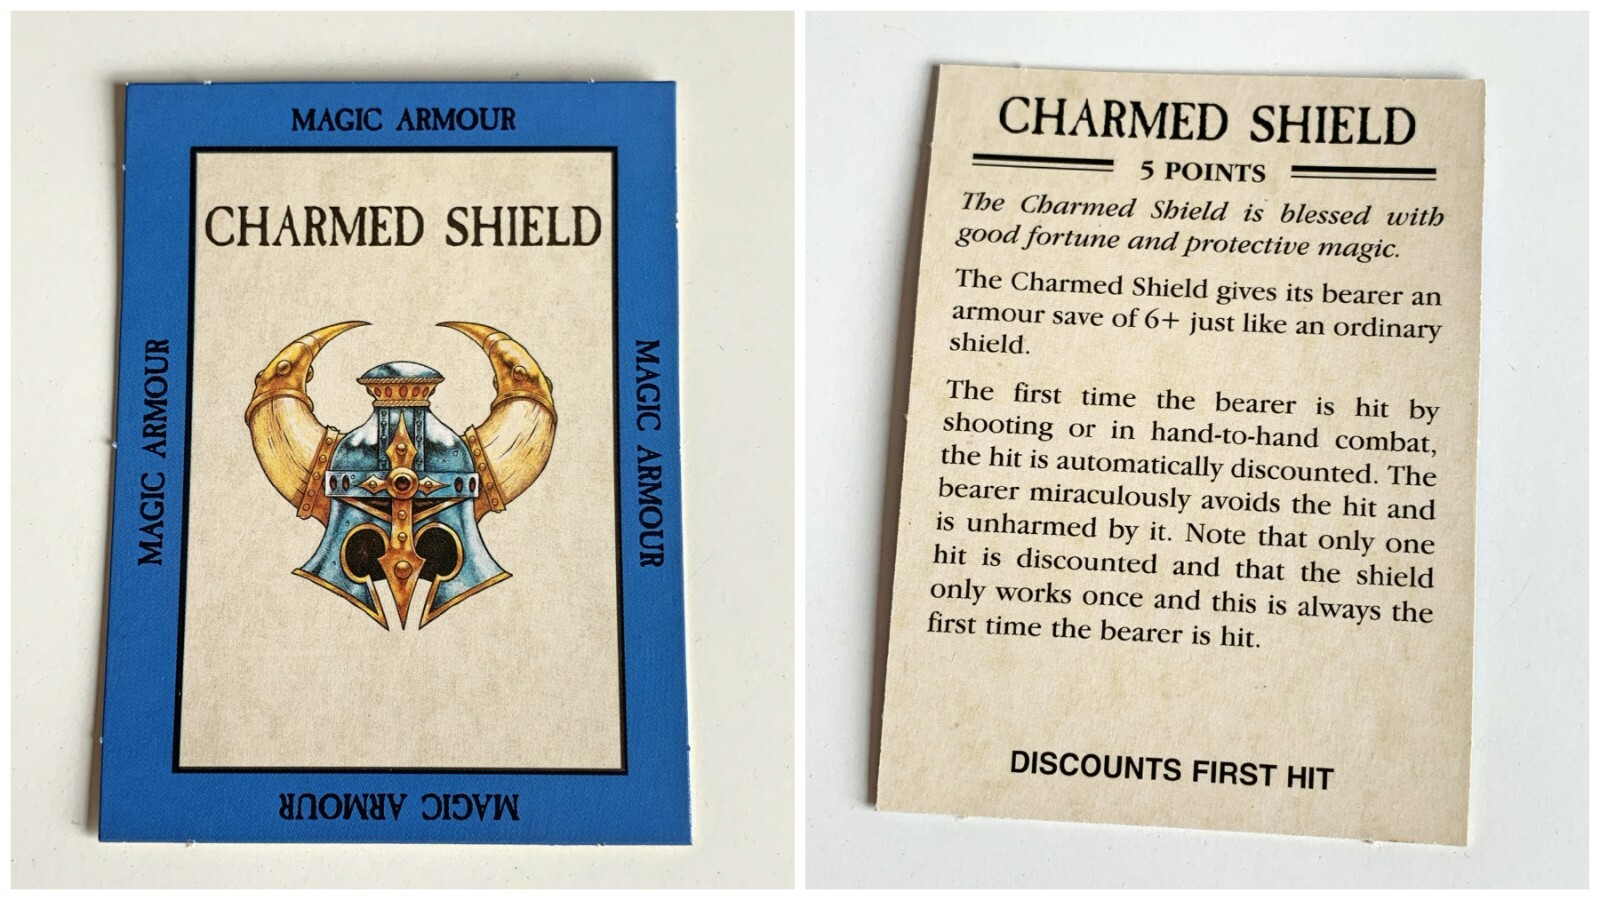 MAGIC ARMOUR
CHARMED SHIELD
MAGIC ARMOUR
MAGIC ARMOUR
MAGIC ARMOUR
CHARMED SHIELD
5 POINTS
The Charmed Shield is blessed with
good fortune and protective magic.
The Charmed Shield gives its bearer an
armour save of 6+ just like an ordinary
shield.
The first time the bearer is hit by
shooting or in hand-to-hand combat,
the hit is automatically discounted. The
bearer miraculously avoids the hit and
is unharmed by it. Note that only one
hit is discounted and that the shield
only works once and this is always the
first time the bearer is hit.
DISCOUNTS FIRST HIT